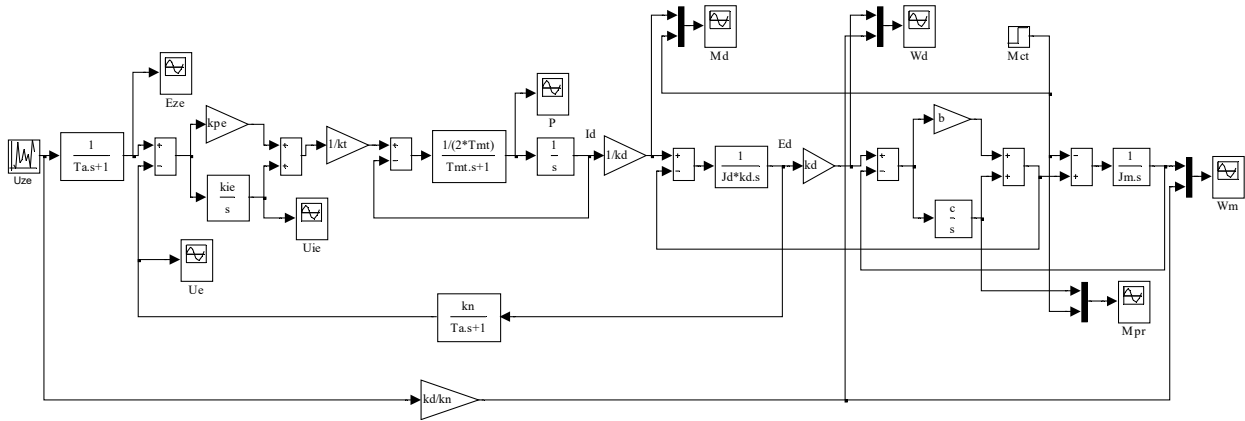 Md
Wd
Mct
Eze
kpe
P
b
Id
Ed
Uze
1
Ta.s+1
1/kt
1/(2*Tmt)
Tmt.s+1
1
s
1/kd
1
Jd*kd.s
kd
1
Jm.s
Wm
kie
s
c
s
Uie
Ue
kn
Ta.s+1
Mpr
kd/kn